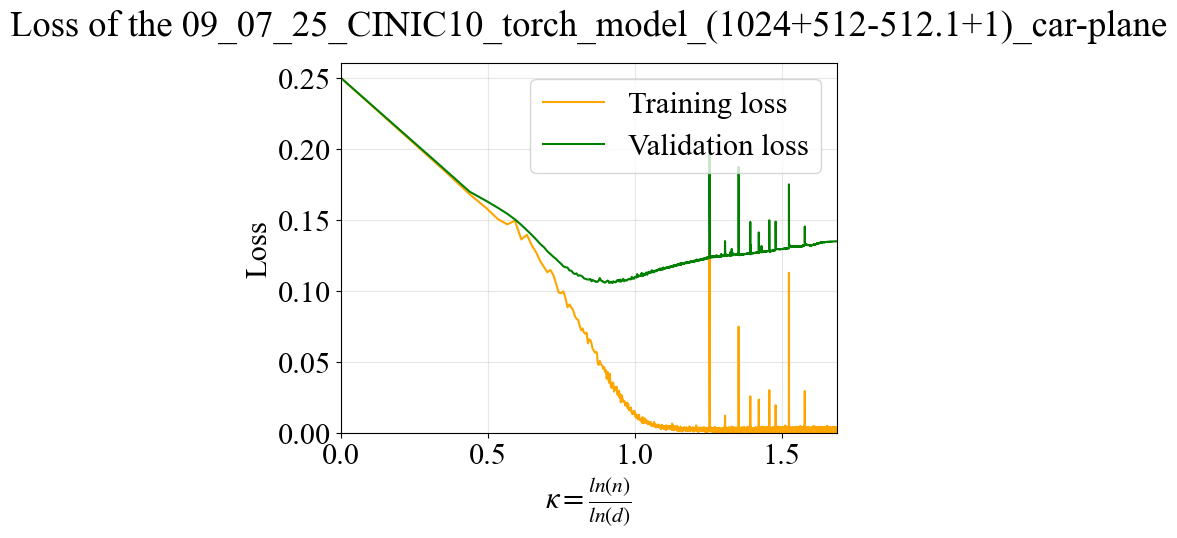 Loss of the 09_07_25_CINIC10_torch_model_(1024+512-512.1+1)_car-plane
Training loss
Validation loss
Loss
0.25
0.20
0.15
0.10
0.05
0.00
0.0 0.5 1.0 1.5
κ = ln(n)/ln(d)